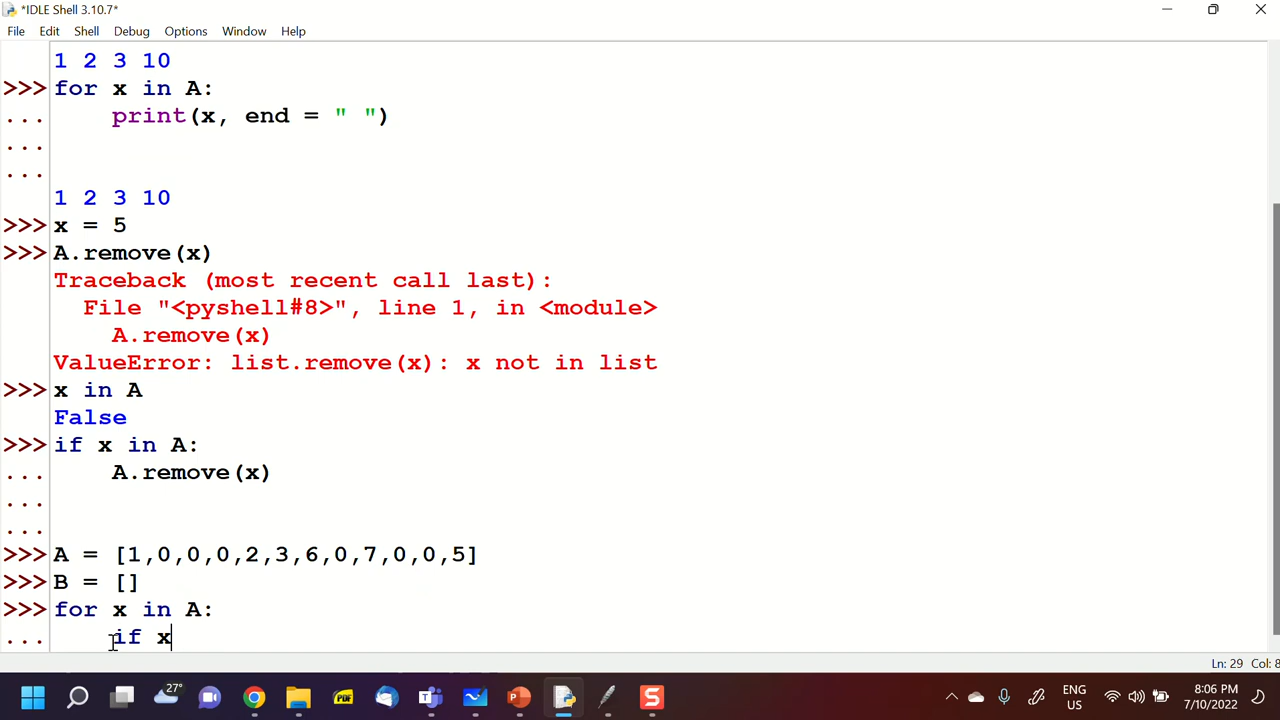 *IDLE Shell 3.10.7*
File Edit Shell Debug Options Window Help
1 2 3 10
>>> for x in A:
... print(x, end = " ")
...
...
1 2 3 10
>>> x = 5
>>> A.remove(x)
Traceback (most recent call last):
File "<pyshell#8>", line 1, in <module>
A.remove(x)
ValueError: list.remove(x): x not in list
>>> x in A
False
>>> if x in A:
... A.remove(x)
...
...
>>> A = [1,0,0,0,2,3,6,0,7,0,0,5]
>>> B = []
>>> for x in A:
... if x
Ln: 29 Col: 8
27°
PDF
ENG
US
8:06 PM
7/10/2022